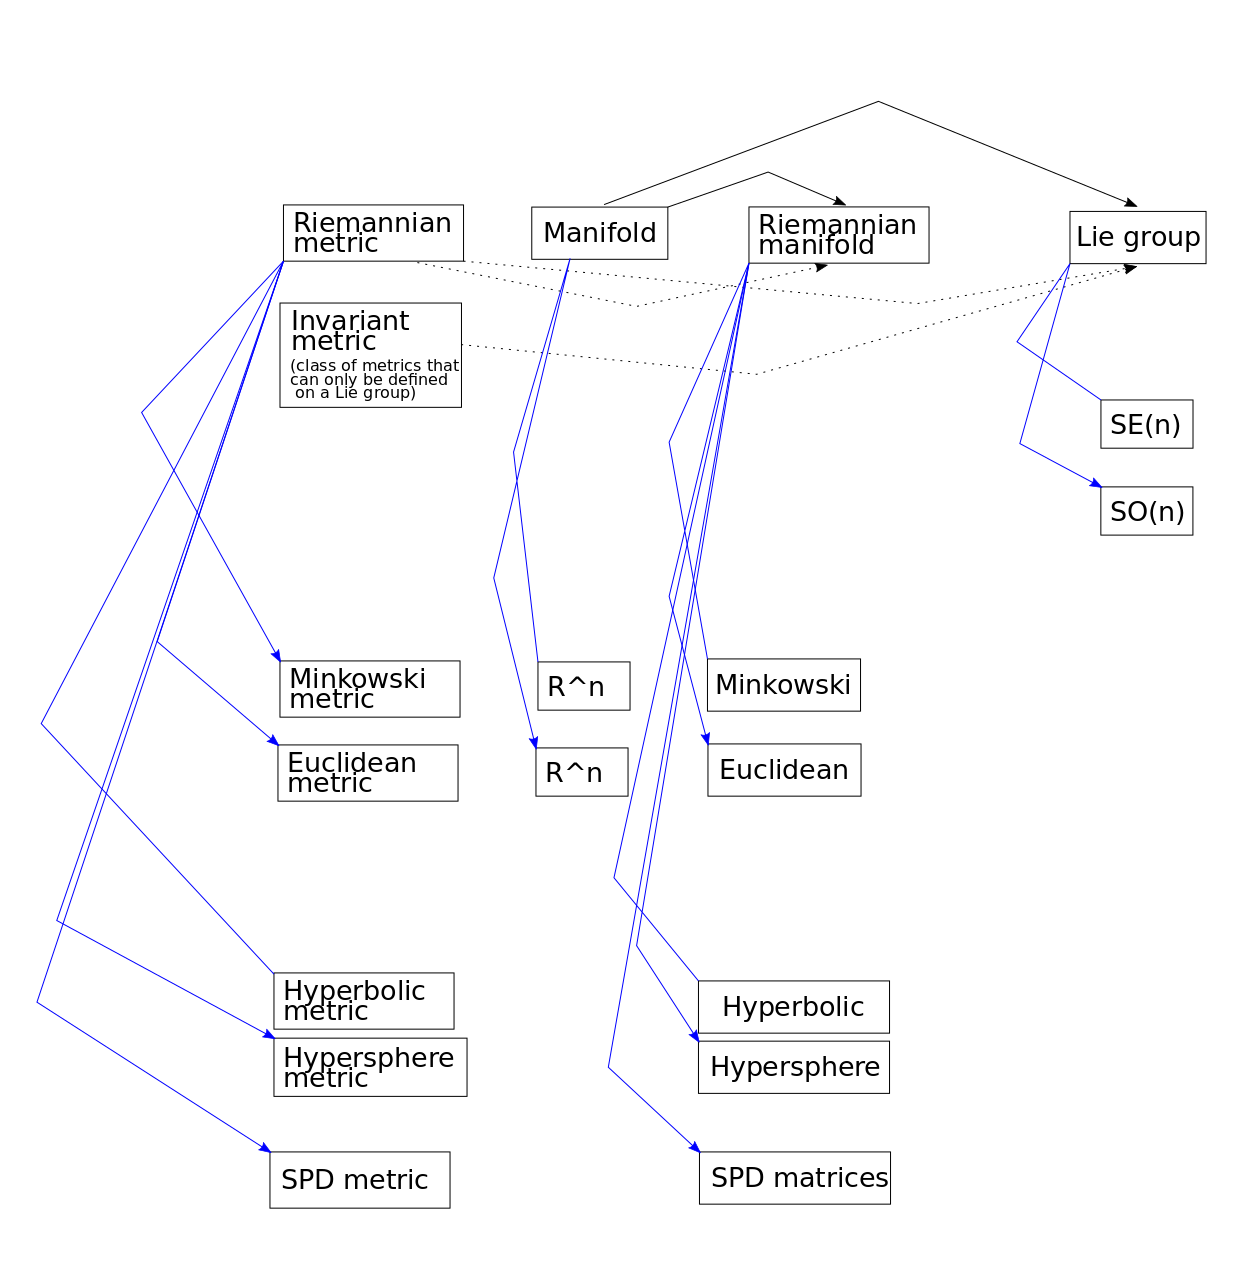 Riemannian
metric
Manifold
Riemannian
manifold
Lie group
Invariant
metric
(class of metrics that
can only be defined
on a Lie group)
SE(n)
SO(n)
Minkowski
metric
R^n
Minkowski
Euclidean
metric
R^n
Euclidean
Hyperbolic
metric
Hyperbolic
Hypersphere
metric
Hypersphere
SPD metric
SPD matrices